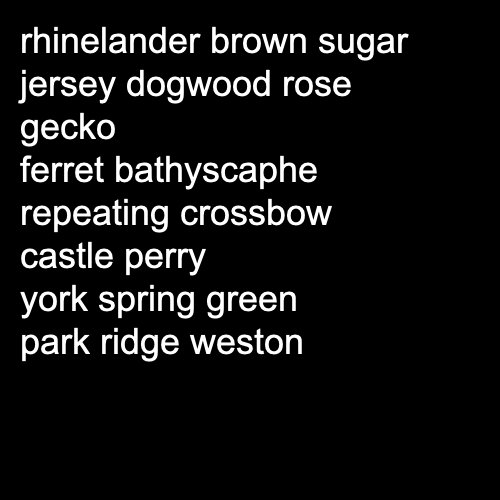 rhinelander brown sugar
jersey dogwood rose
gecko
ferret bathyscaphe
repeating crossbow
castle perry
york spring green
park ridge weston